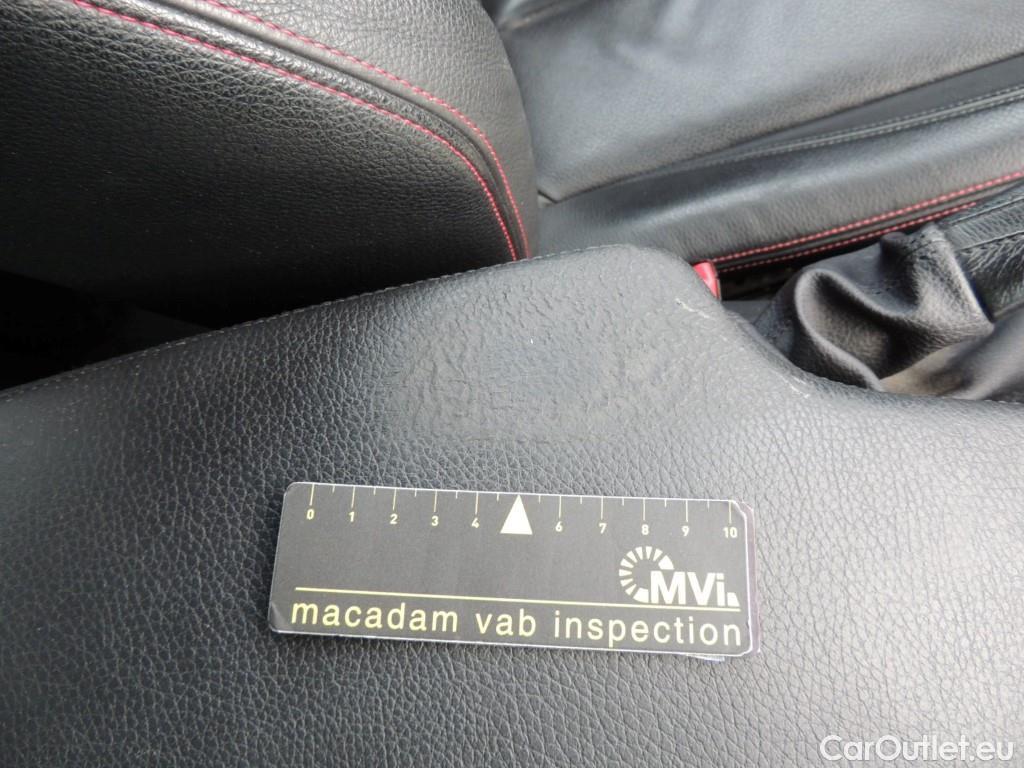 0 1 2 3 4 6 7 8 9 10
MVi
macadam vab inspection
CarOutlet.eu